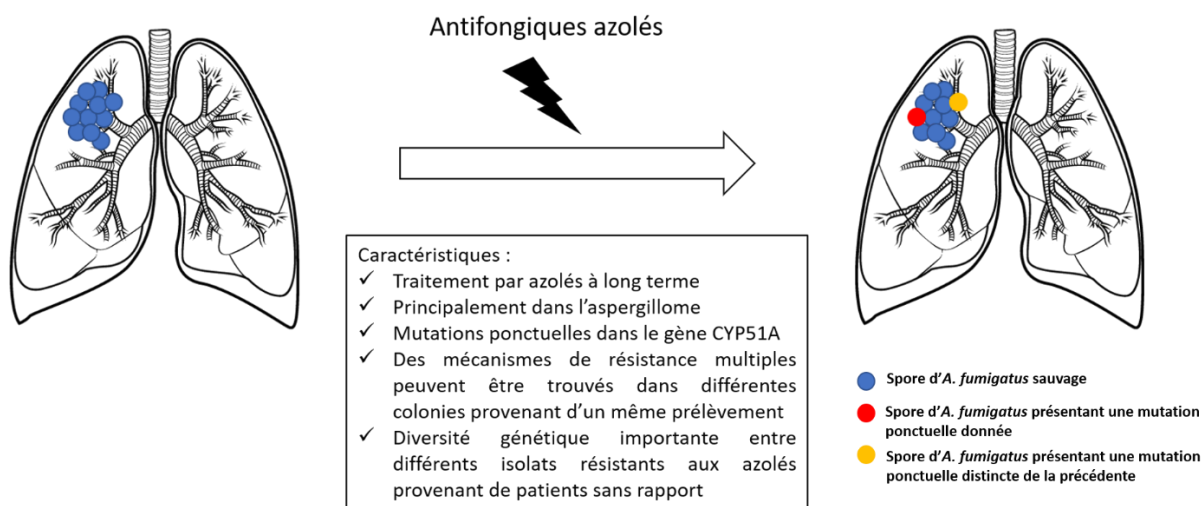 Antifongiques azolés
Caractéristiques :
✓ Traitement par azolés à long terme
✓ Principalement dans l'aspergillome
✓ Mutations ponctuelles dans le gène CYP51A
✓ Des mécanismes de résistance multiples
peuvent être trouvés dans différentes
colonies provenant d'un même prélèvement
✓ Diversité génétique importante entre
différents isolats résistants aux azolés
provenant de patients sans rapport
Spore d'A. fumigatus sauvage
Spore d'A. fumigatus présentant une mutation
ponctuelle donnée
Spore d'A. fumigatus présentant une mutation
ponctuelle distincte de la précédente